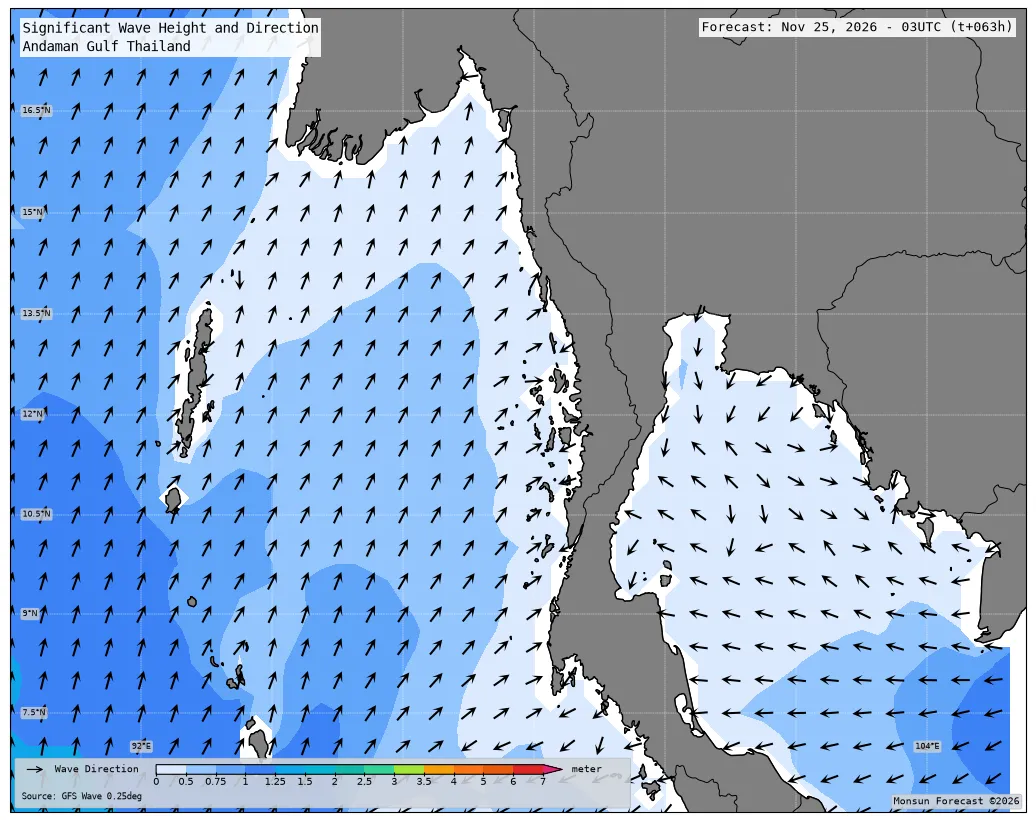 Significant Wave Height and Direction
Andaman Gulf Thailand
Forecast: Nov 25, 2026 - 03UTC (t+063h)
16.5°N
15°N
13.5°N
12°N
10.5°N
9°N
7.5°N
92°E
104°E
Wave Direction
0 0.5 0.75 1 1.25 1.5 2 2.5 3 3.5 4 5 6 7
meter
Source: GFS Wave 0.25deg
Monsun Forecast ©2026